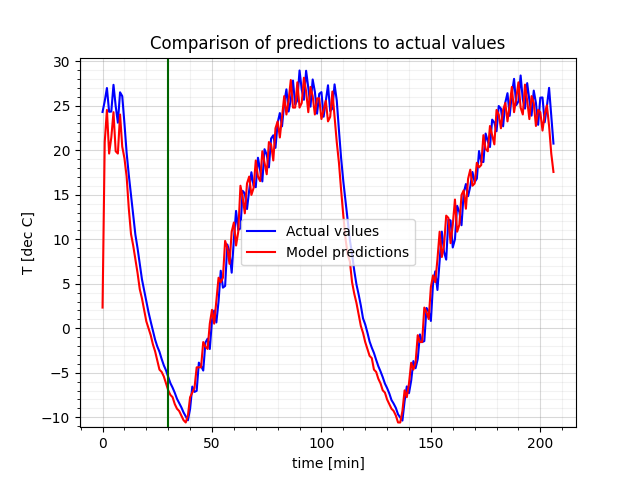 Comparison of predictions to actual values
T [dec C]
30
25
20
15
10
5
0
−5
−10
Actual values
Model predictions
0
50
100
150
200
time [min]